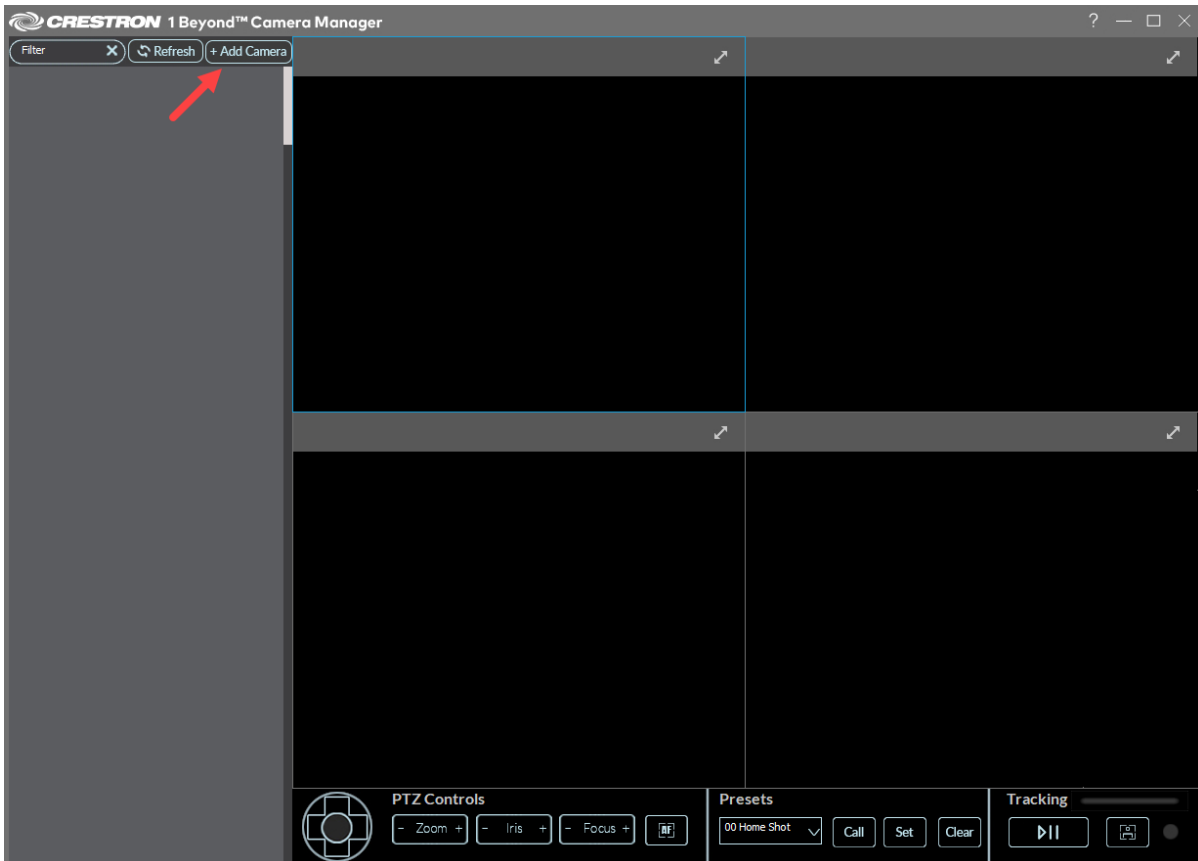 CRESTRON 1 Beyond™ Camera Manager ?
Filter Refresh + Add Camera
PTZ Controls Presets Tracking
- Zoom + - Iris + - Focus + AF 00 Home Shot Call Set Clear